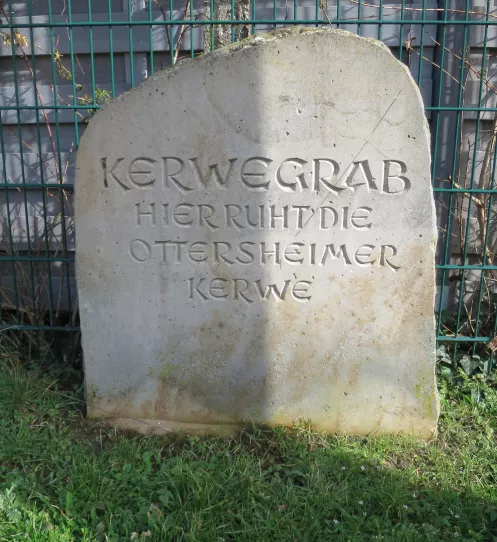 KERWEGRAB
HIER RUHT DIE
OTTERSHEIMER
KERWE